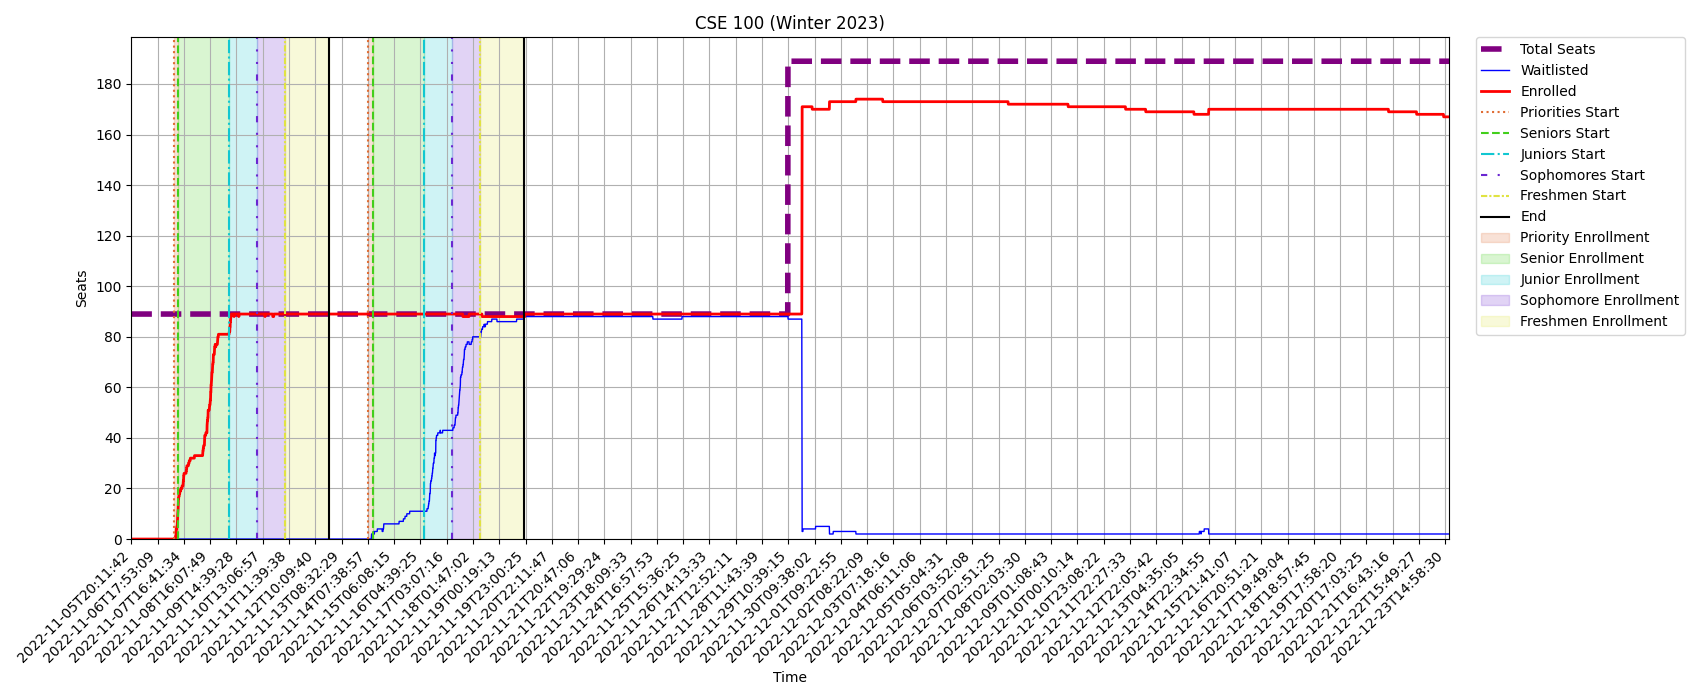 CSE 100 (Winter 2023)
Seats
180
160
140
120
100
80
60
40
20
0
2022-11-05T20:11:42
2022-11-06T17:53:09
2022-11-07T16:41:34
2022-11-08T16:07:49
2022-11-09T14:39:28
2022-11-10T13:06:57
2022-11-11T11:39:38
2022-11-12T10:09:40
2022-11-13T08:32:29
2022-11-14T07:38:57
2022-11-15T06:08:15
2022-11-16T04:39:25
2022-11-17T03:07:16
2022-11-18T01:47:02
2022-11-19T00:19:13
2022-11-19T23:00:25
2022-11-20T22:11:47
2022-11-21T20:47:06
2022-11-22T19:29:24
2022-11-23T18:09:33
2022-11-24T16:57:53
2022-11-25T15:36:25
2022-11-26T14:13:33
2022-11-27T12:52:11
2022-11-28T11:43:39
2022-11-29T10:39:15
2022-11-30T09:38:02
2022-12-01T09:22:55
2022-12-02T08:22:09
2022-12-03T07:18:16
2022-12-04T06:11:06
2022-12-05T05:04:31
2022-12-06T03:52:08
2022-12-07T02:51:25
2022-12-08T02:03:30
2022-12-09T01:08:43
2022-12-10T00:10:14
2022-12-10T23:08:22
2022-12-11T22:27:33
2022-12-12T22:05:42
2022-12-13T04:35:05
2022-12-14T22:34:55
2022-12-15T21:41:07
2022-12-16T20:51:21
2022-12-17T19:49:04
2022-12-18T18:57:45
2022-12-19T17:58:20
2022-12-20T17:03:25
2022-12-21T16:43:16
2022-12-22T15:49:27
2022-12-23T14:58:30
Time
Total Seats
Waitlisted
Enrolled
Priorities Start
Seniors Start
Juniors Start
Sophomores Start
Freshmen Start
End
Priority Enrollment
Senior Enrollment
Junior Enrollment
Sophomore Enrollment
Freshmen Enrollment